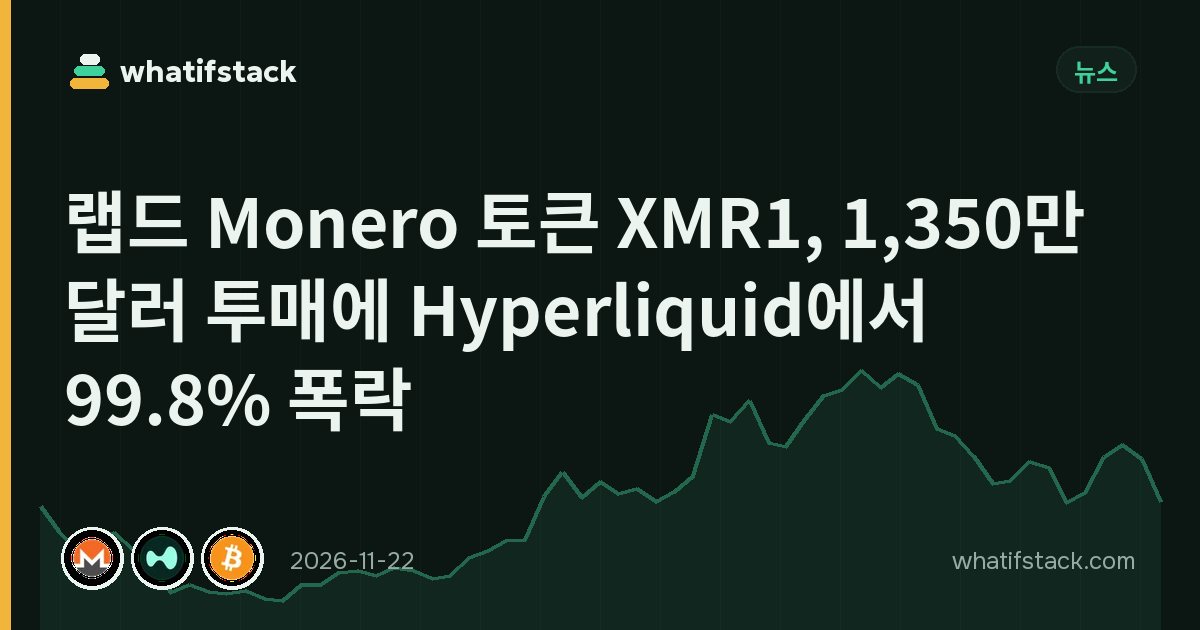 whatifstack
뉴스
랩드 Monero 토큰 XMR1, 1,350만
달러 투매에 Hyperliquid에서
99.8% 폭락
2026-11-22
whatifstack.com